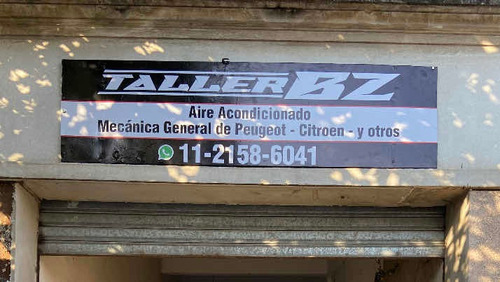 TALLER BZ
Aire Acondicionado
Mecánica General de Peugeot - Citroen - y otros
11-2158-6041